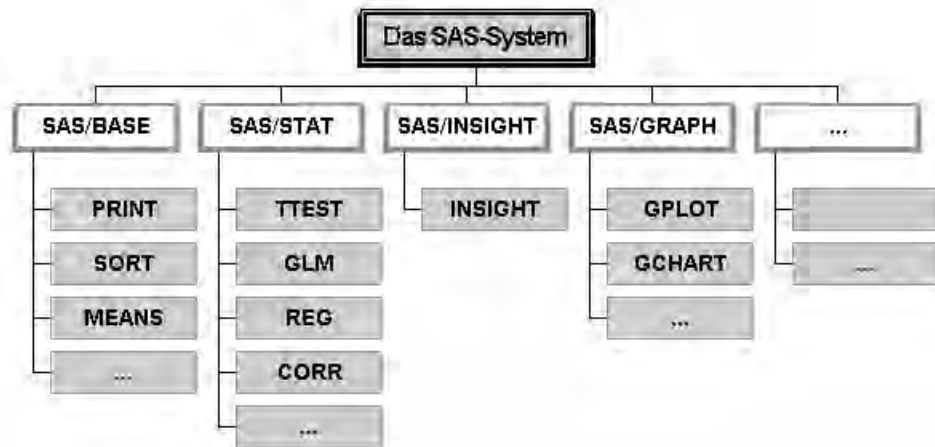 Das SAS-System
SAS/BASE
SAS/STAT
SAS/INSIGHT
SAS/GRAPH
...
PRINT
TTEST
INSIGHT
GPLOT
SORT
GLM
GCHART
...
MEANS
REG
...
...
CORR
...